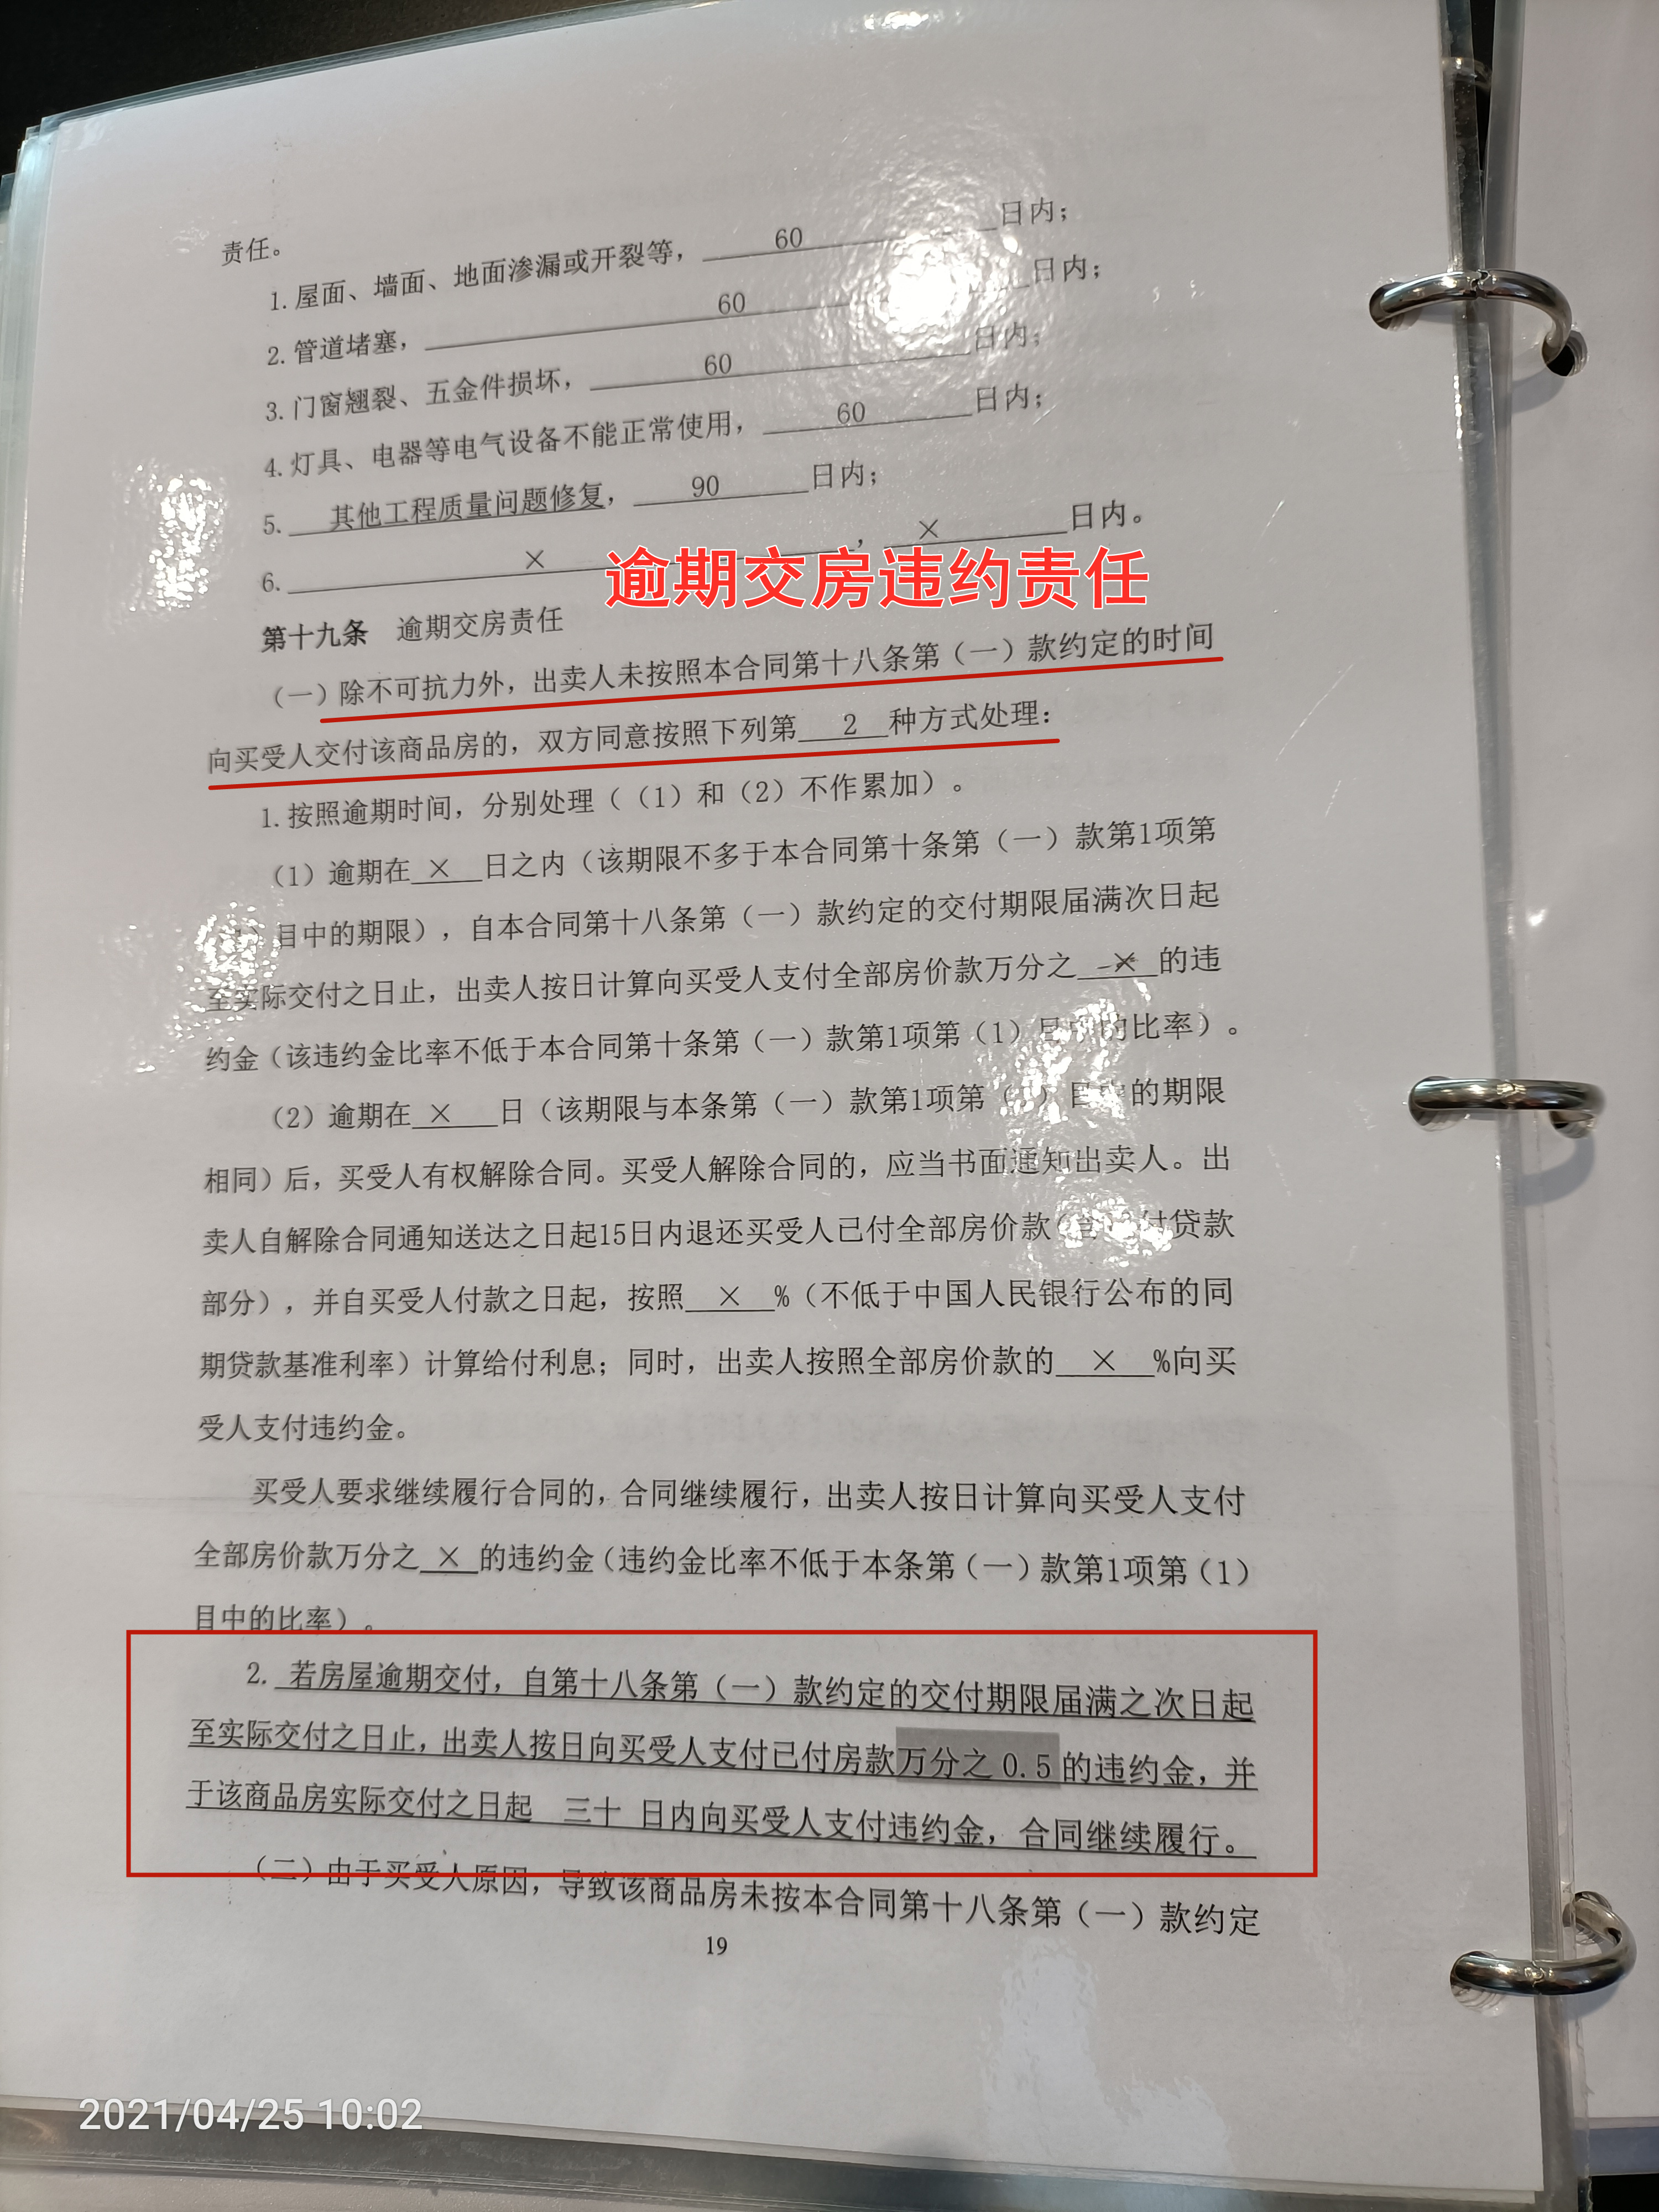 责任。
1.屋面、墙面、地面渗漏或开裂等，60日内；
2.管道堵塞，60日内；
3.门窗翘裂、五金件损坏，60日内；
4.灯具、电器等电气设备不能正常使用，60日内；
5.其他工程质量问题修复，90日内；
6.×，×日内。
逾期交房违约责任
第十九条 逾期交房责任
（一）除不可抗力外，出卖人未按照本合同第十八条第（一）款约定的时间
向买受人交付该商品房的，双方同意按照下列第2种方式处理：
1.按照逾期时间，分别处理（（1）和（2）不作累加）。
（1）逾期在×日之内（该期限不多于本合同第十条第（一）款第1项第
目中的期限），自本合同第十八条第（一）款约定的交付期限届满次日起
至实际交付之日止，出卖人按日计算向买受人支付全部房价款万分之×的违
约金（该违约金比率不低于本合同第十条第（一）款第1项第（1）目中的比率）。
（2）逾期在×日（该期限与本条第（一）款第1项第（）目中的期限
相同）后，买受人有权解除合同。买受人解除合同的，应当书面通知出卖人。出
卖人自解除合同通知送达之日起15日内退还买受人已付全部房价款（含付贷款
部分），并自买受人付款之日起，按照×%（不低于中国人民银行公布的同
期贷款基准利率）计算给付利息；同时，出卖人按照全部房价款的×%向买
受人支付违约金。
买受人要求继续履行合同的，合同继续履行，出卖人按日计算向买受人支付
全部房价款万分之×的违约金（违约金比率不低于本条第（一）款第1项第（1）
目中的比率）。
2.若房屋逾期交付，自第十八条第（一）款约定的交付期限届满之次日起
至实际交付之日止，出卖人按日向买受人支付已付房款万分之0.5的违约金，并
于该商品房实际交付之日起 三十 日内向买受人支付违约金，合同继续履行。
（二）由于买受人原因，导致该商品房未按本合同第十八条第（一）款约定
19
2021/04/25 10:02